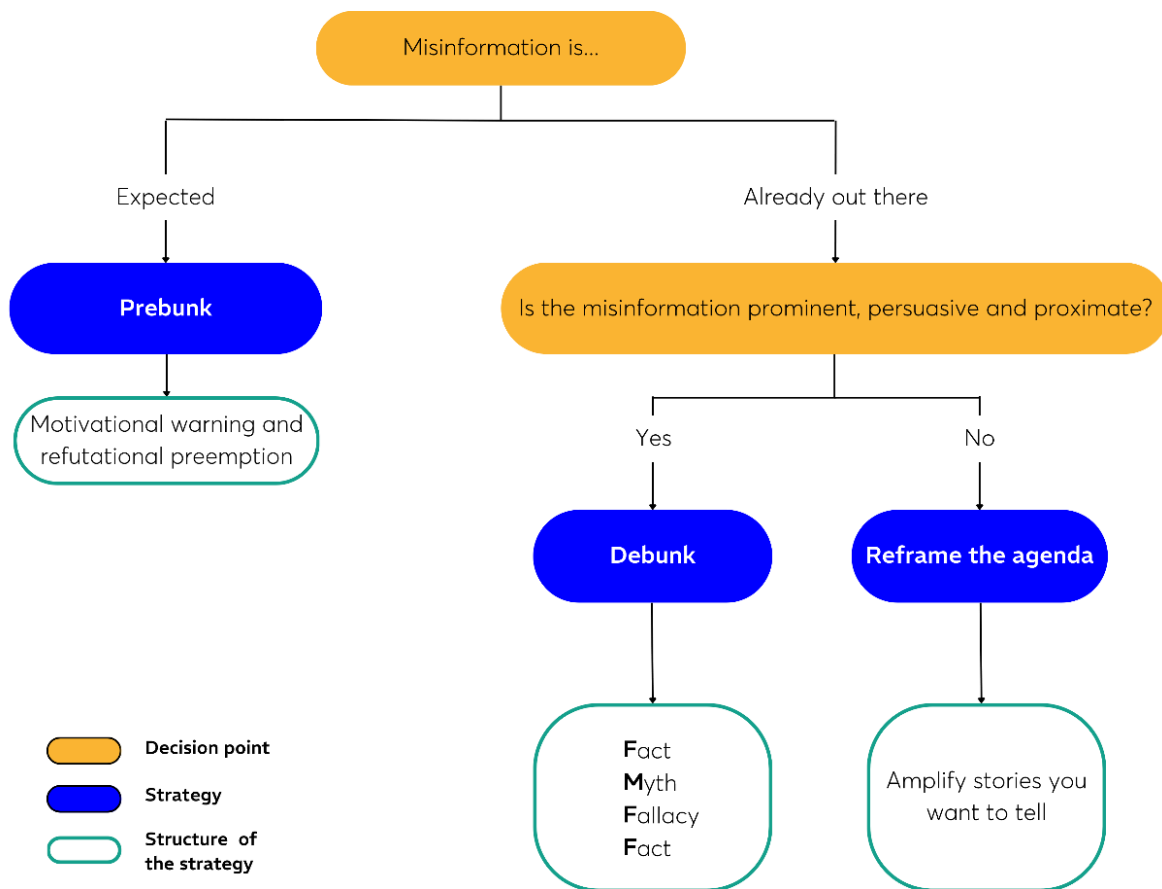 Misinformation is...
Expected
Already out there
Prebunk
Is the misinformation prominent, persuasive and proximate?
Motivational warning and
refutational preemption
Yes
No
Debunk
Reframe the agenda
Fact
Myth
Fallacy
Fact
Amplify stories you
want to tell
Decision point
Strategy
Structure of
the strategy